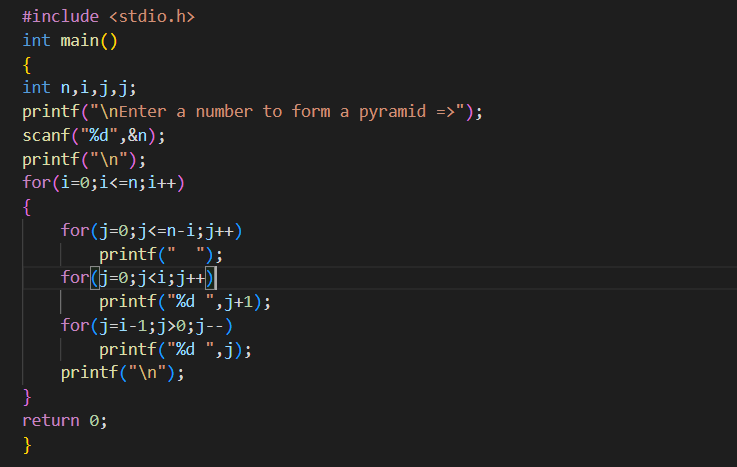 #include <stdio.h>
int main()
{
int n,i,j,j;
printf("\nEnter a number to form a pyramid =>");
scanf("%d",&n);
printf("\n");
for(i=0;i<=n;i++)
{
    for(j=0;j<=n-i;j++)
        printf("  ");
    for(j=0;j<i;j++)
        printf("%d ",j+1);
    for(j=i-1;j>0;j--)
        printf("%d ",j);
    printf("\n");
}
return 0;
}